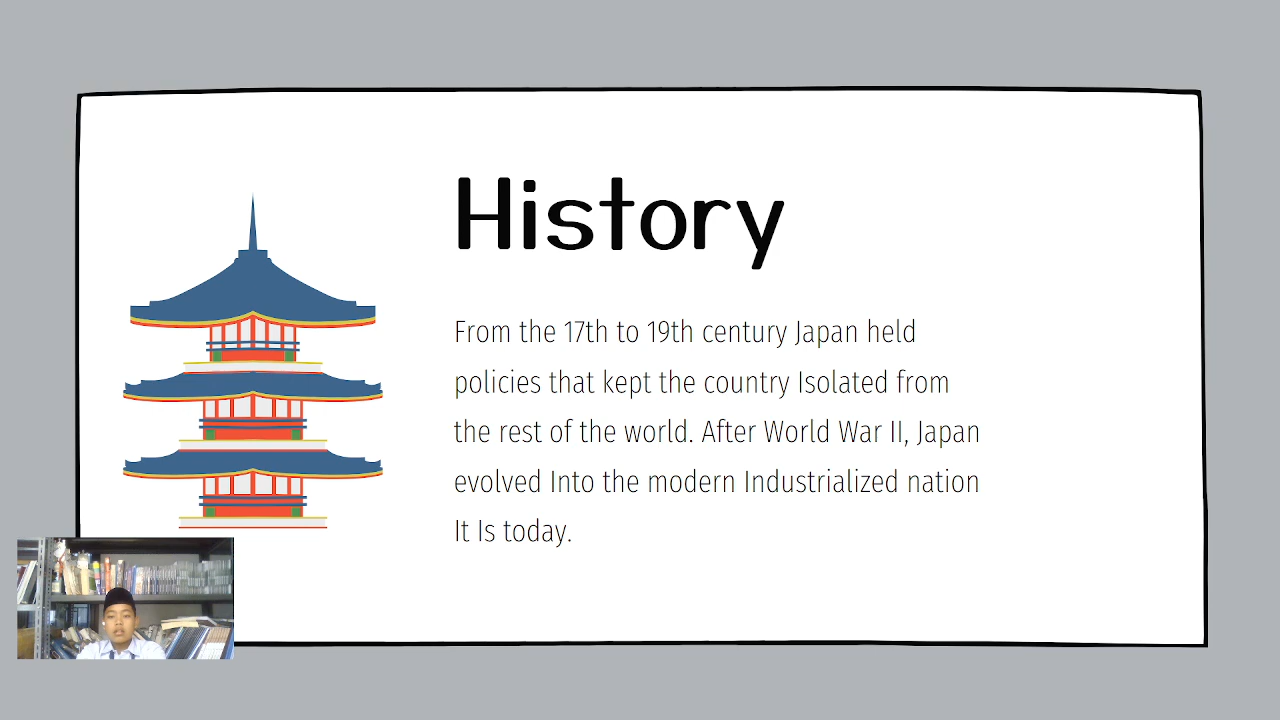 History
From the 17th to 19th century Japan held
policies that kept the country Isolated from
the rest of the world. After World War II, Japan
evolved Into the modern Industrialized nation
It Is today.